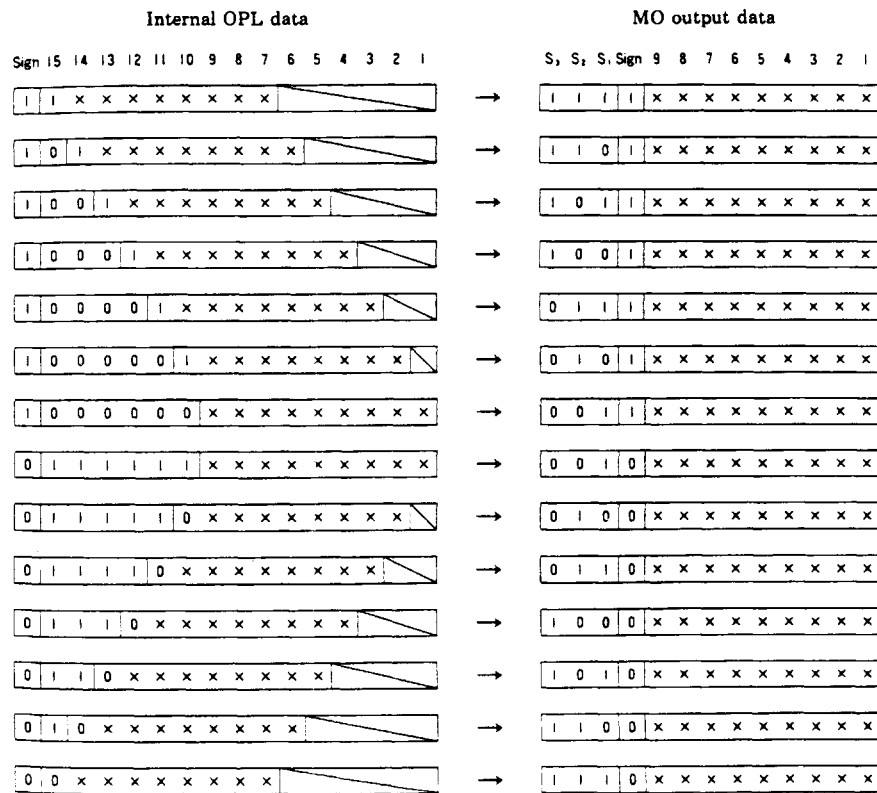 Internal OPL data MO output data
Sign 15 14 13 12 11 10 9 8 7 6 5 4 3 2 1 S₃ S₂ S₁ Sign 9 8 7 6 5 4 3 2 1
1 1 × × × × × × × × → 1 1 1 1 × × × × × × × × ×
1 0 1 × × × × × × × × → 1 1 0 1 × × × × × × × × ×
1 0 0 1 × × × × × × × × → 1 0 1 1 × × × × × × × × ×
1 0 0 0 1 × × × × × × × × → 1 0 0 1 × × × × × × × × ×
1 0 0 0 0 1 × × × × × × × × → 0 1 1 1 × × × × × × × × ×
1 0 0 0 0 0 1 × × × × × × × × → 0 1 0 1 × × × × × × × × ×
1 0 0 0 0 0 0 × × × × × × × × × → 0 0 1 1 × × × × × × × × ×
0 1 1 1 1 1 1 × × × × × × × × × → 0 0 1 0 × × × × × × × × ×
0 1 1 1 1 1 0 × × × × × × × × → 0 1 0 0 × × × × × × × × ×
0 1 1 1 1 0 × × × × × × × × → 0 1 1 0 × × × × × × × × ×
0 1 1 1 0 × × × × × × × × → 1 0 0 0 × × × × × × × × ×
0 1 1 0 × × × × × × × × → 1 0 1 0 × × × × × × × × ×
0 1 0 × × × × × × × × → 1 1 0 0 × × × × × × × × ×
0 0 × × × × × × × × → 1 1 1 0 × × × × × × × × ×